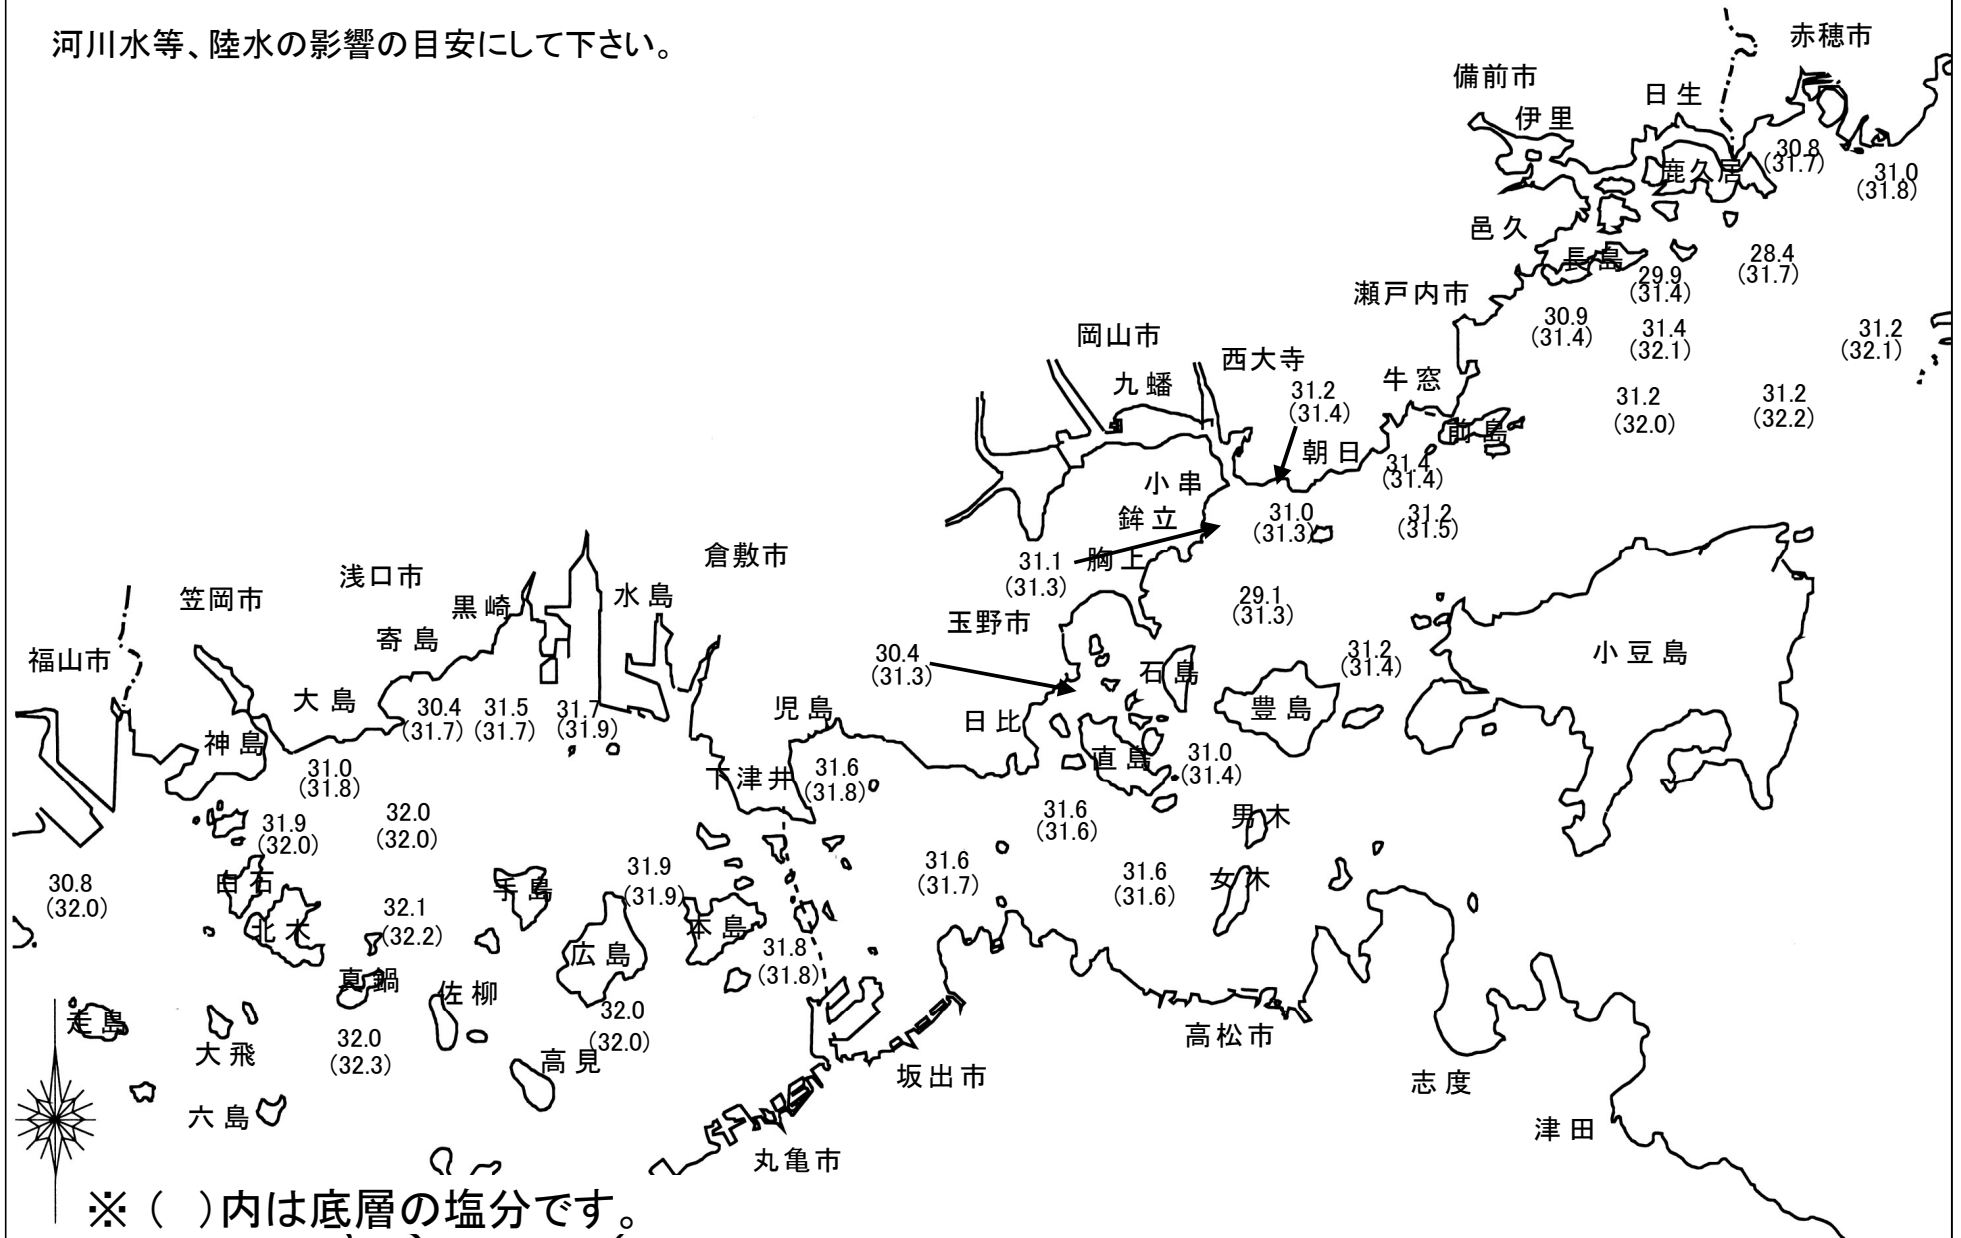 河川水等、陸水の影響の目安にして下さい。
赤穂市
備前市
日生
伊里
30.8
(31.7)
鹿久居
31.0
(31.8)
邑久
長島
28.4
(31.7)
29.9
(31.4)
瀬戸内市
30.9
(31.4)
31.4
(32.1)
31.2
(32.1)
岡山市
西大寺
九蟠
牛窓
31.2
(31.4)
31.2
(32.0)
31.2
(32.2)
前島
朝日
31.4
(31.4)
小串
鉾立
31.0
(31.3)
31.2
(31.5)
胸上
31.1
(31.3)
倉敷市
浅口市
笠岡市
黒崎
水島
玉野市
29.1
(31.3)
寄島
福山市
30.4
(31.3)
31.2
(31.4)
小豆島
石島
大島
30.4
(31.7)
31.5
(31.7)
31.7
(31.9)
児島
日比
豊島
神島
直島
31.0
(31.4)
31.0
(31.8)
下津井
31.6
(31.8)
31.9
(32.0)
32.0
(32.0)
31.6
(31.6)
男木
30.8
(32.0)
白石
手島
31.9
(31.9)
31.6
(31.7)
31.6
(31.6)
女木
北木
32.1
(32.2)
本島
広島
31.8
(31.8)
真鍋
佐柳
走島
大飛
32.0
(32.3)
32.0
(32.0)
高見
高松市
坂出市
志度
六島
津田
丸亀市
※（ ）内は底層の塩分です。